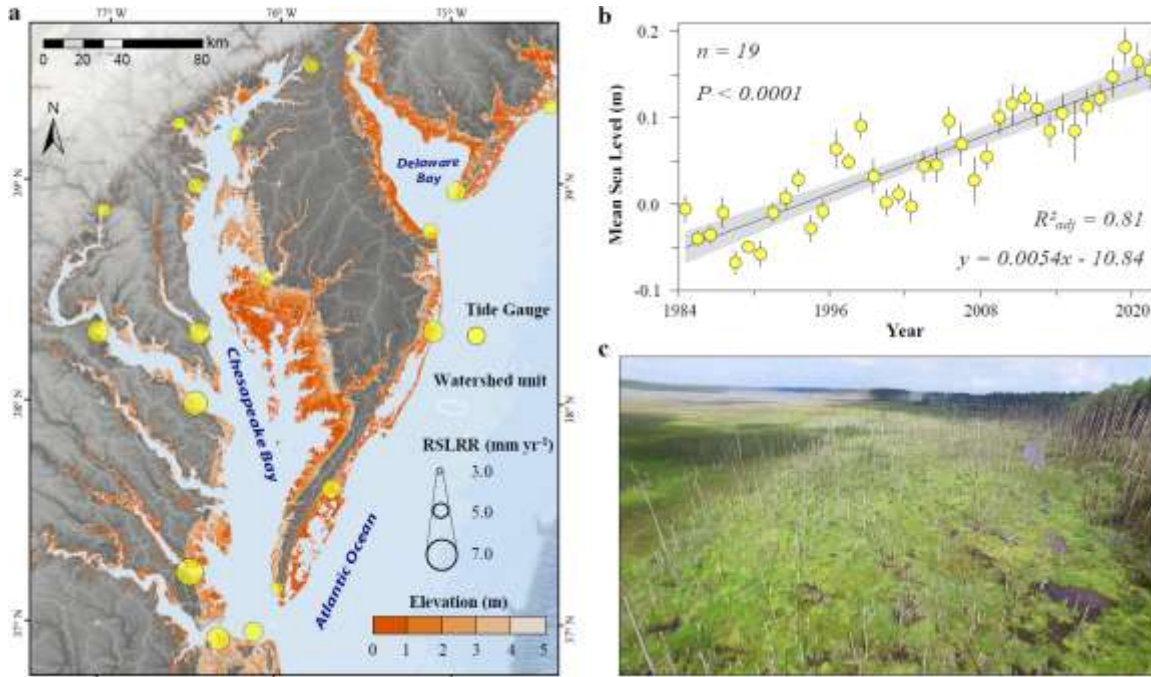 a
77° W
76° W
75° W
km
0 20 40 80
N
39° N
39° N
Delaware
Bay
Tide Gauge
Chesapeake Bay
Watershed unit
38° N
38° N
RSLRR (mm yr-1)
3.0
5.0
7.0
Atlantic Ocean
Elevation (m)
0 1 2 3 4 5
37° N
37° N
b
0.2
0.1
0.0
-0.1
Mean Sea Level (m)
n = 19
P < 0.0001
R²adj = 0.81
y = 0.0054x - 10.84
1984 1996 2008 2020
Year
c